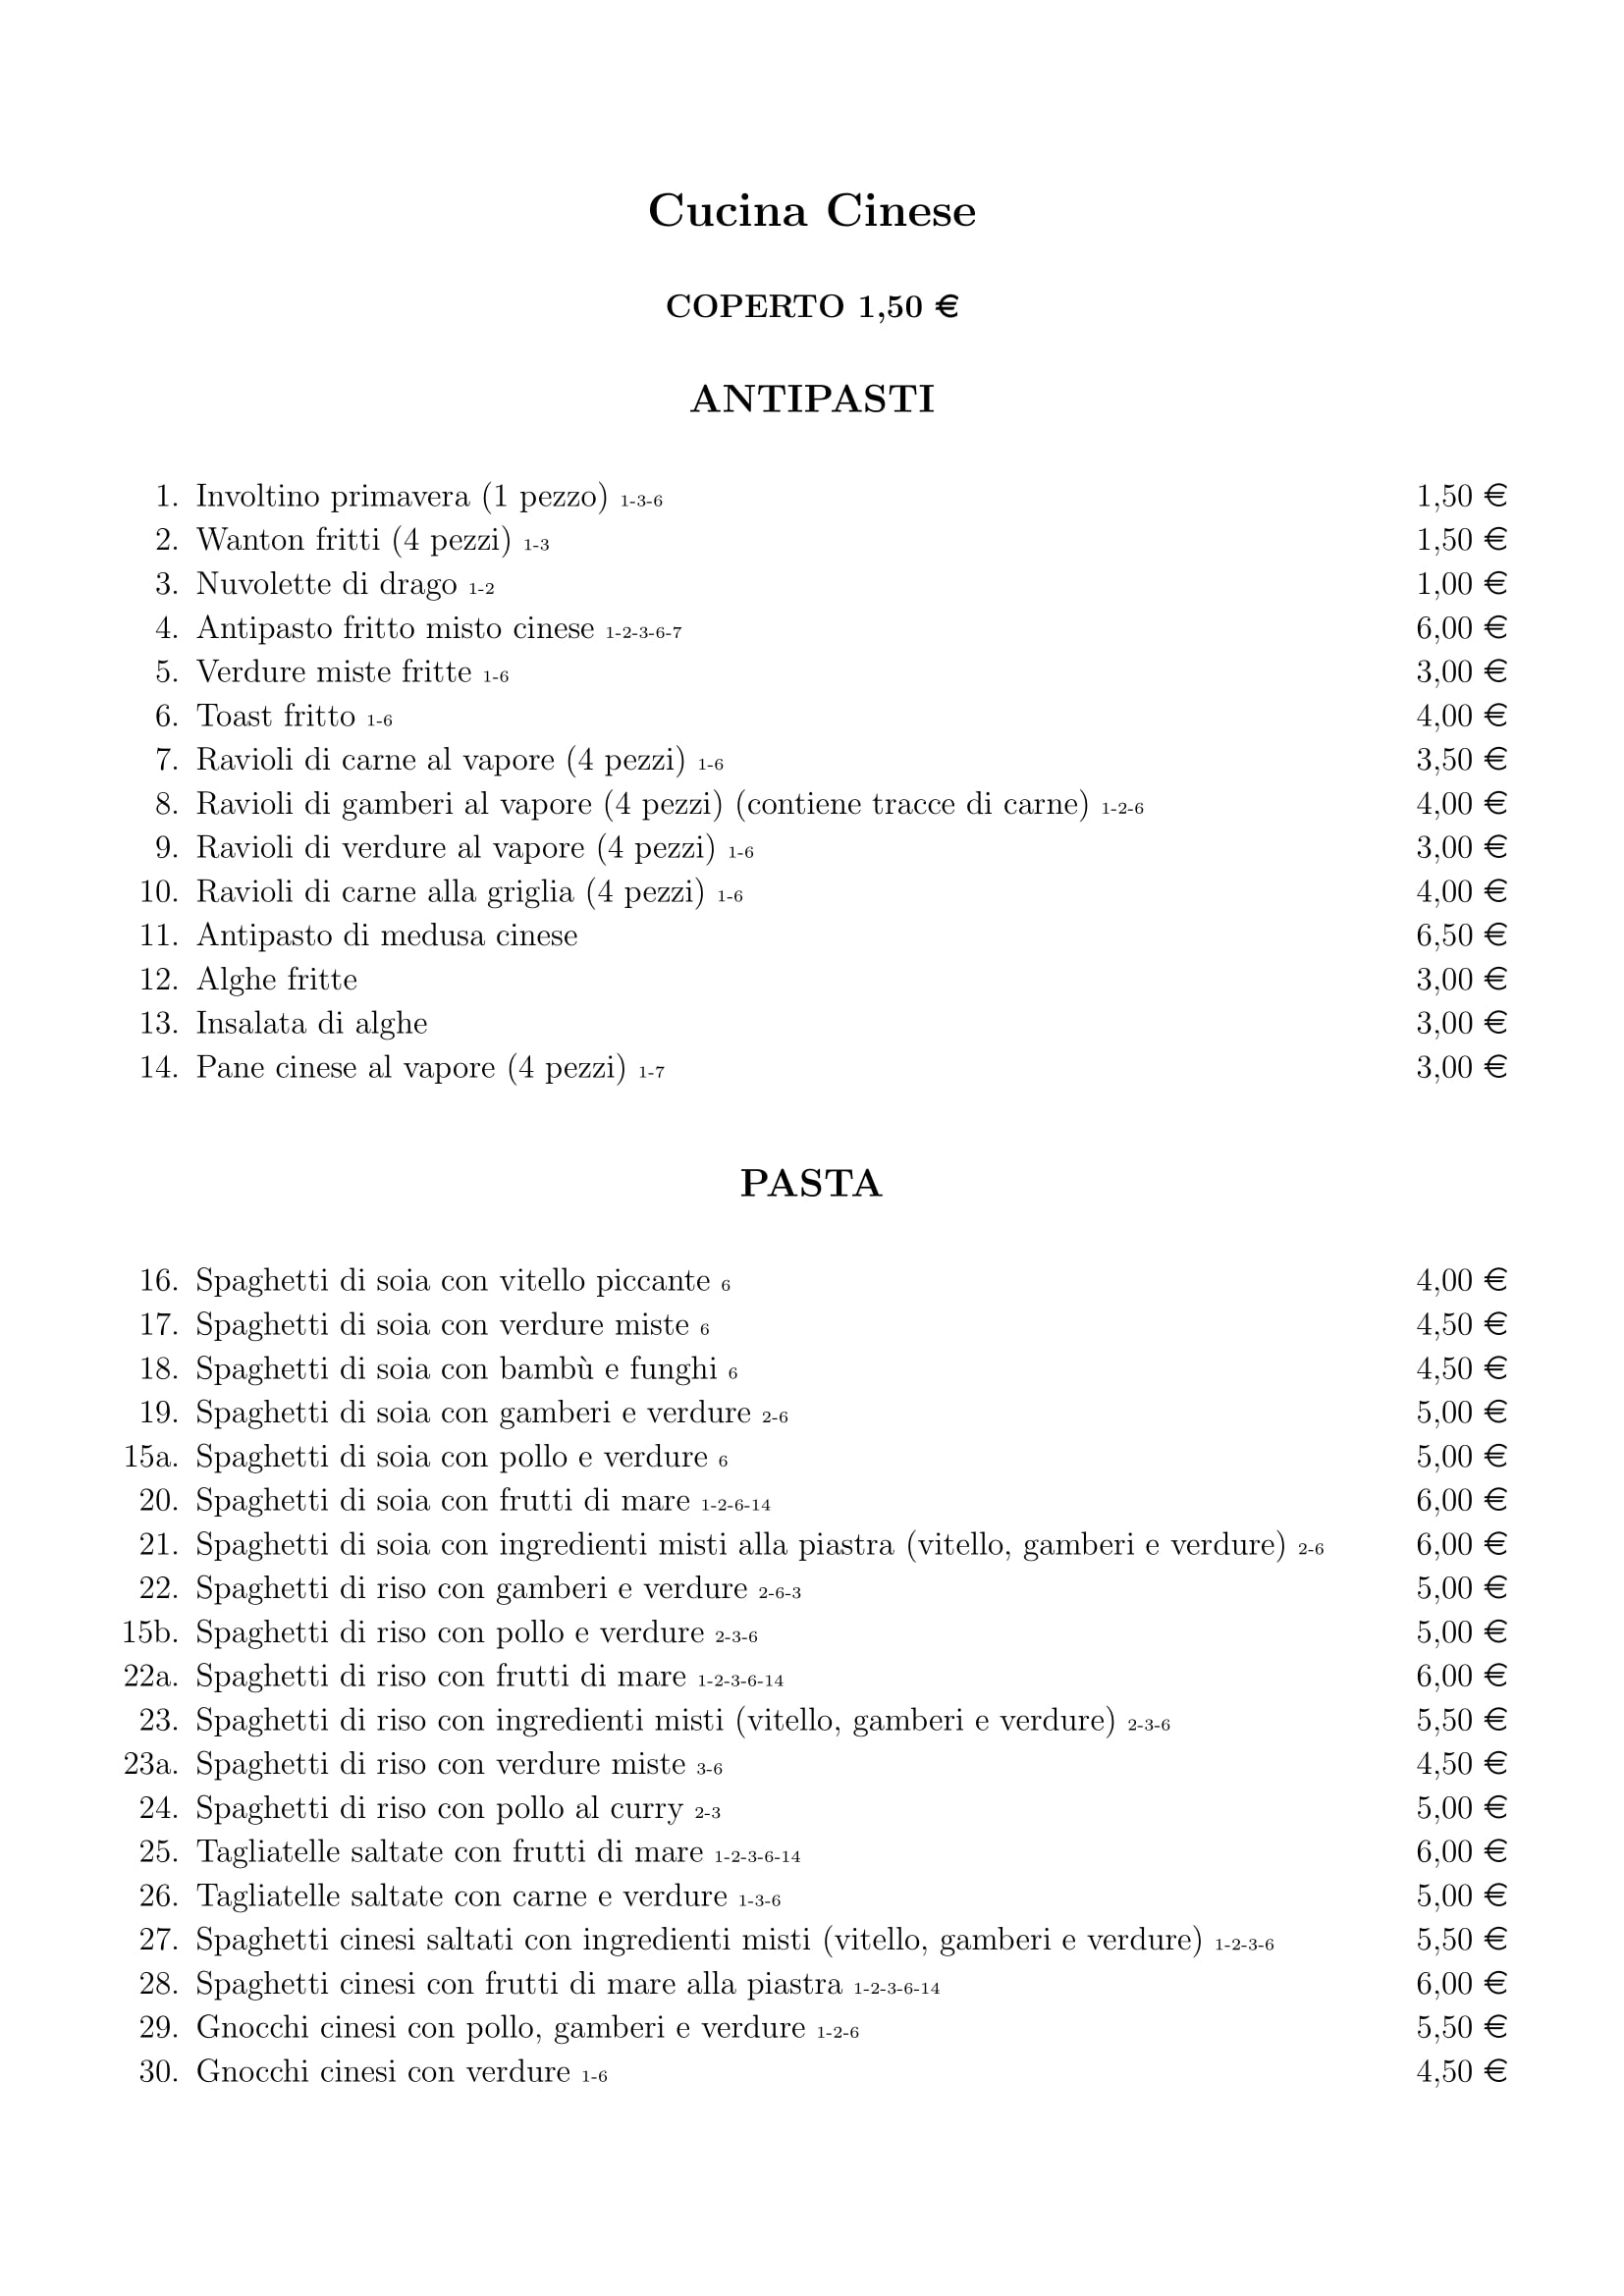 Cucina Cinese
COPERTO 1,50 €
ANTIPASTI
1. Involtino primavera (1 pezzo) 1-3-6 1,50 €
2. Wanton fritti (4 pezzi) 1-3 1,50 €
3. Nuvolette di drago 1-2 1,00 €
4. Antipasto fritto misto cinese 1-2-3-6-7 6,00 €
5. Verdure miste fritte 1-6 3,00 €
6. Toast fritto 1-6 4,00 €
7. Ravioli di carne al vapore (4 pezzi) 1-6 3,50 €
8. Ravioli di gamberi al vapore (4 pezzi) (contiene tracce di carne) 1-2-6 4,00 €
9. Ravioli di verdure al vapore (4 pezzi) 1-6 3,00 €
10. Ravioli di carne alla griglia (4 pezzi) 1-6 4,00 €
11. Antipasto di medusa cinese 6,50 €
12. Alghe fritte 3,00 €
13. Insalata di alghe 3,00 €
14. Pane cinese al vapore (4 pezzi) 1-7 3,00 €
PASTA
16. Spaghetti di soia con vitello piccante 6 4,00 €
17. Spaghetti di soia con verdure miste 6 4,50 €
18. Spaghetti di soia con bambù e funghi 6 4,50 €
19. Spaghetti di soia con gamberi e verdure 2-6 5,00 €
15a. Spaghetti di soia con pollo e verdure 6 5,00 €
20. Spaghetti di soia con frutti di mare 1-2-6-14 6,00 €
21. Spaghetti di soia con ingredienti misti alla piastra (vitello, gamberi e verdure) 2-6 6,00 €
22. Spaghetti di riso con gamberi e verdure 2-6-3 5,00 €
15b. Spaghetti di riso con pollo e verdure 2-3-6 5,00 €
22a. Spaghetti di riso con frutti di mare 1-2-3-6-14 6,00 €
23. Spaghetti di riso con ingredienti misti (vitello, gamberi e verdure) 2-3-6 5,50 €
23a. Spaghetti di riso con verdure miste 3-6 4,50 €
24. Spaghetti di riso con pollo al curry 2-3 5,00 €
25. Tagliatelle saltate con frutti di mare 1-2-3-6-14 6,00 €
26. Tagliatelle saltate con carne e verdure 1-3-6 5,00 €
27. Spaghetti cinesi saltati con ingredienti misti (vitello, gamberi e verdure) 1-2-3-6 5,50 €
28. Spaghetti cinesi con frutti di mare alla piastra 1-2-3-6-14 6,00 €
29. Gnocchi cinesi con pollo, gamberi e verdure 1-2-6 5,50 €
30. Gnocchi cinesi con verdure 1-6 4,50 €